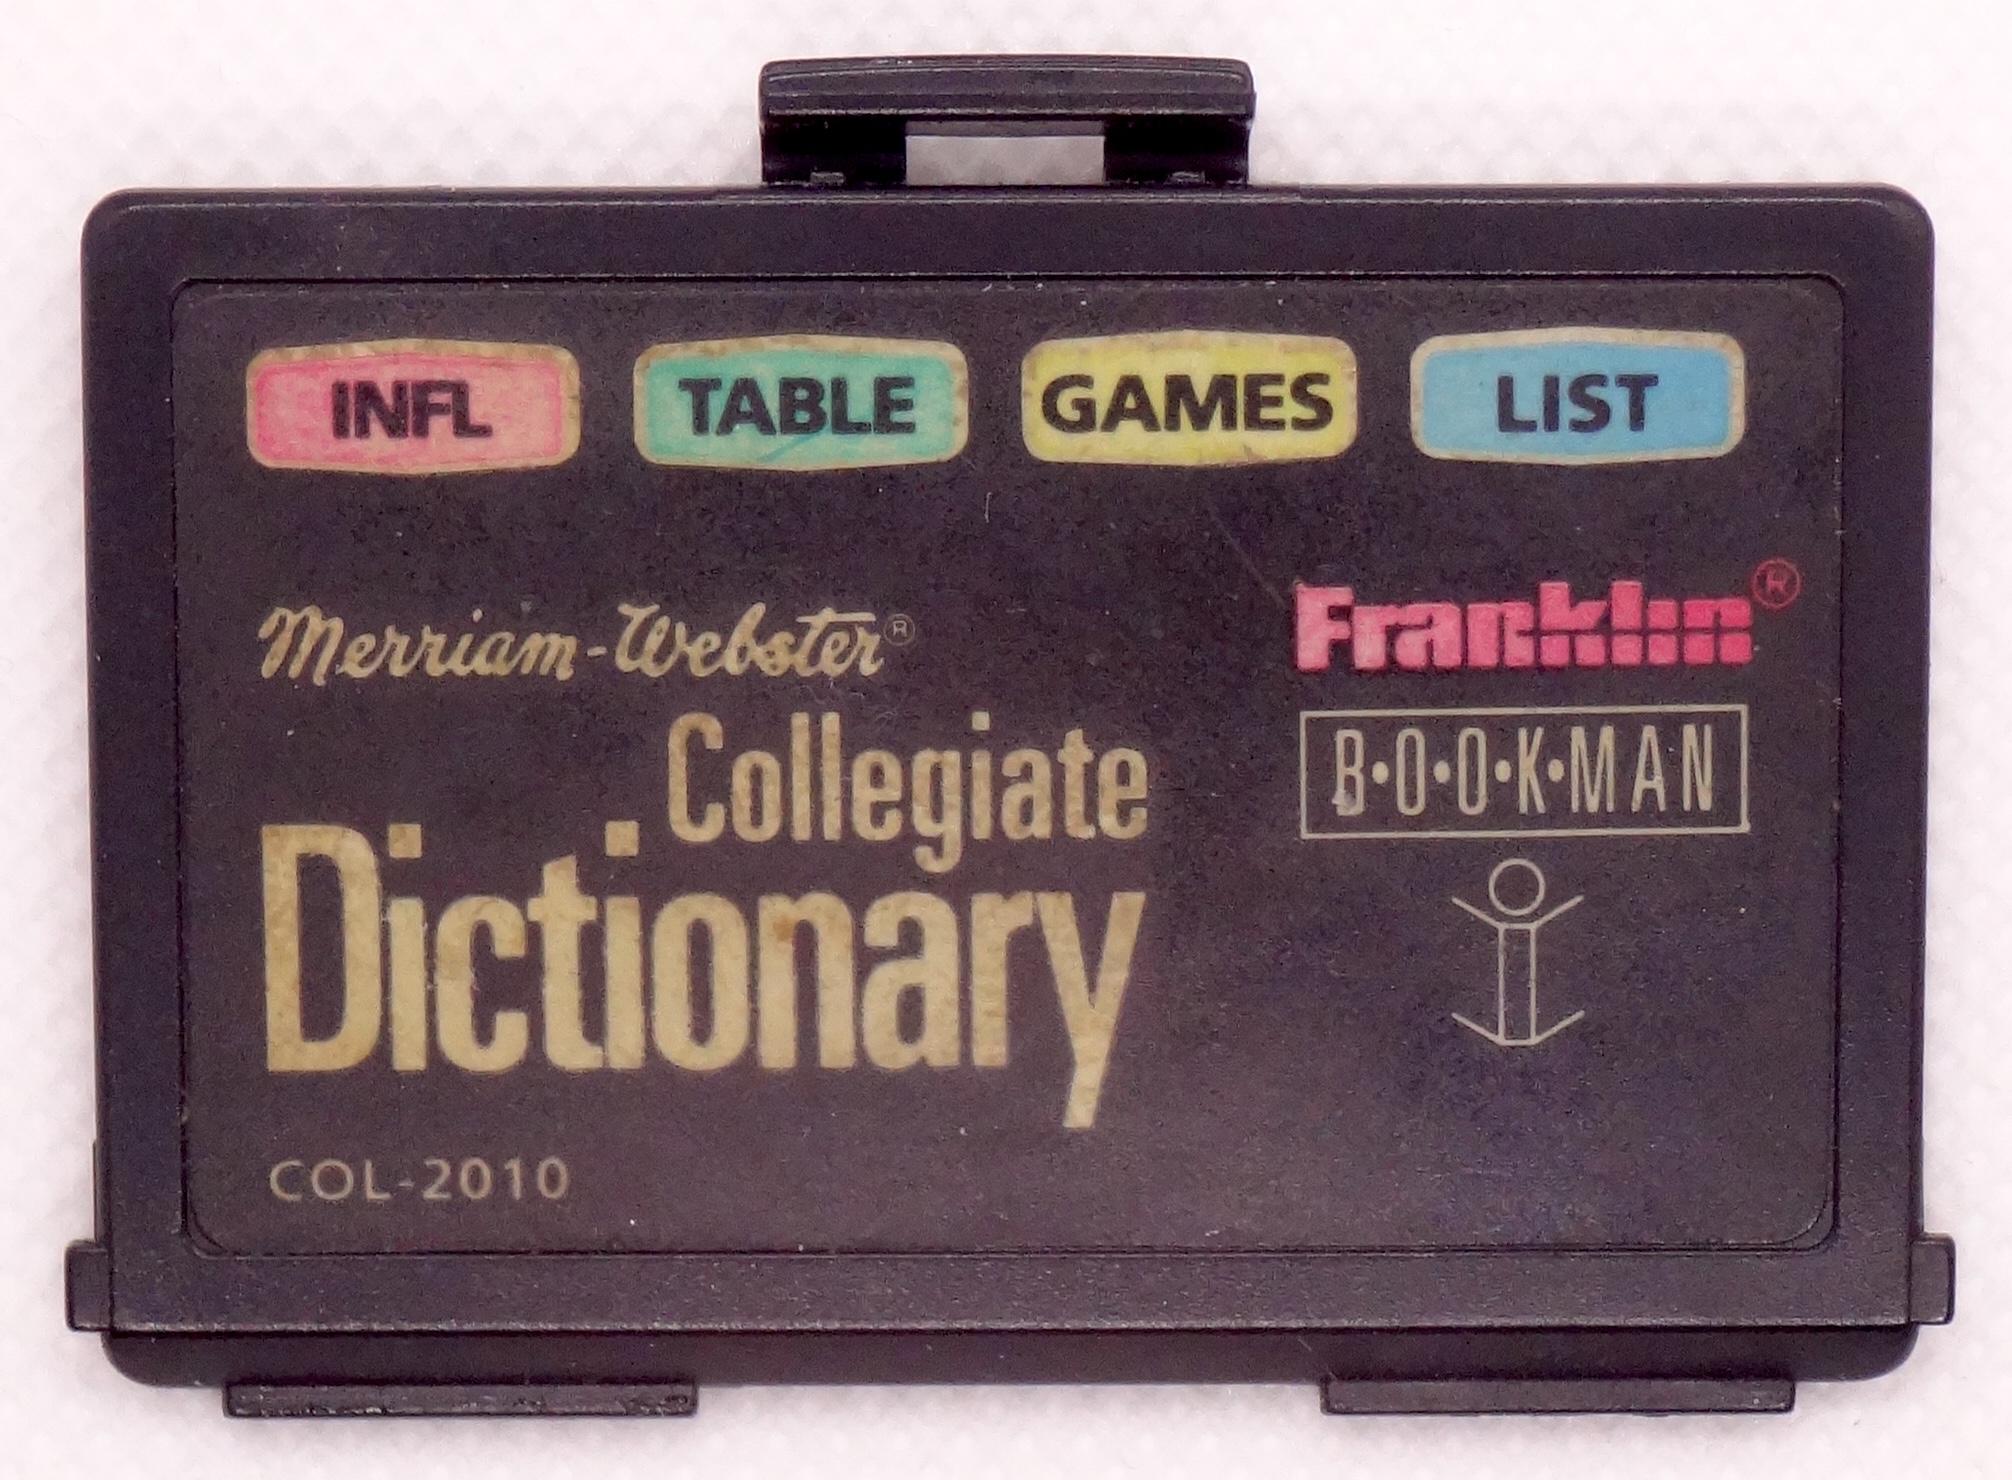 INFL TABLE GAMES LIST
Merriam-Webster®
Collegiate
Dictionary
COL-2010
Franklin®
B•O•O•K•MAN